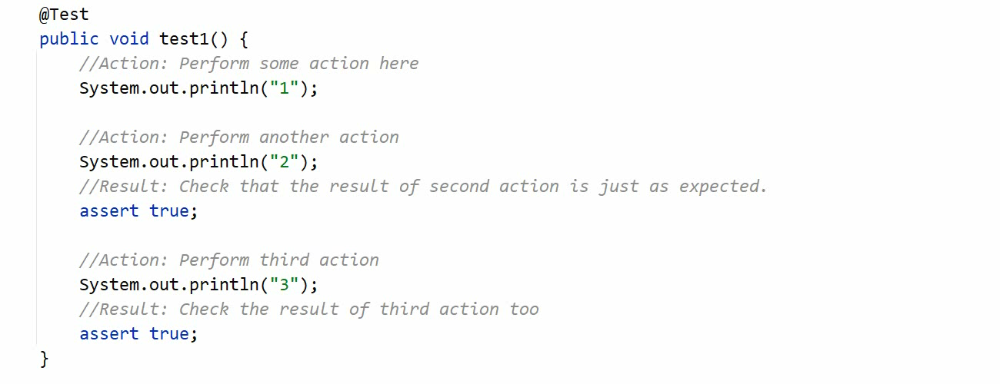 @Test
public void test1() {
//Action: Perform some action here
System.out.println("1");
//Action: Perform another action
System.out.println("2");
//Result: Check that the result of second action is just as expected.
assert true;
//Action: Perform third action
System.out.println("3");
//Result: Check the result of third action too
assert true;
}